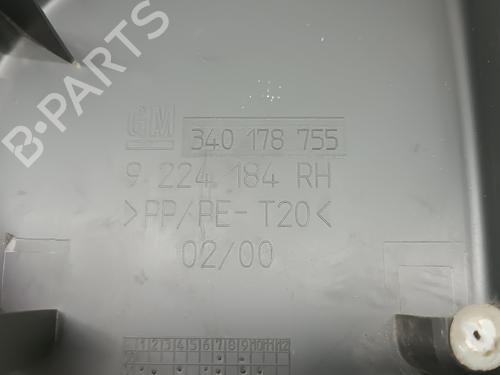 B-PARTS
GM 340 178 755
9 224 184 RH
>PP/PE-T20<
02/00
1 2 3 4 5 6 7 8 9 10 11 12